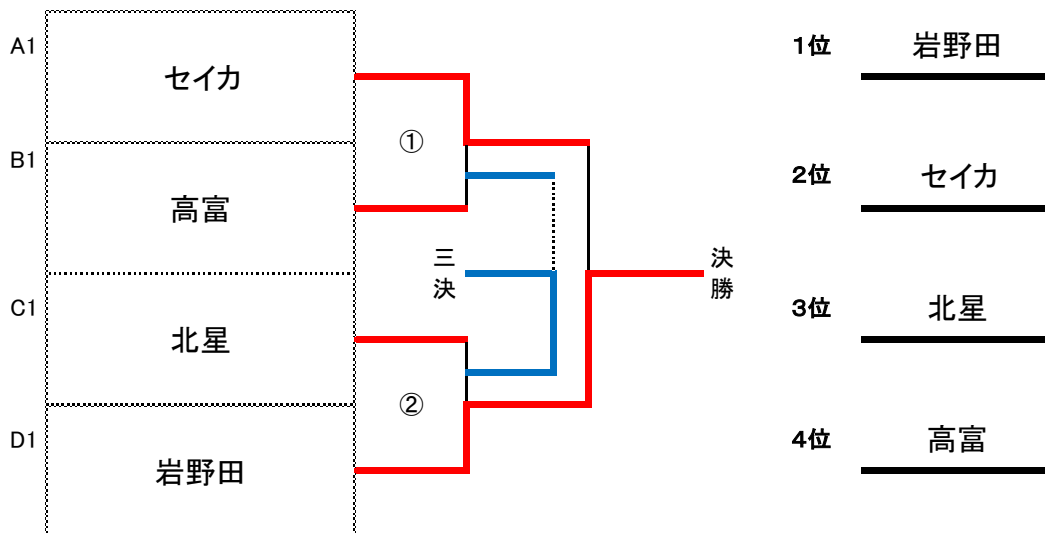 A1
セイカ
①
B1
高富
三
決
C1
北星
②
D1
岩野田
決
勝
1位
岩野田
2位
セイカ
3位
北星
4位
高富